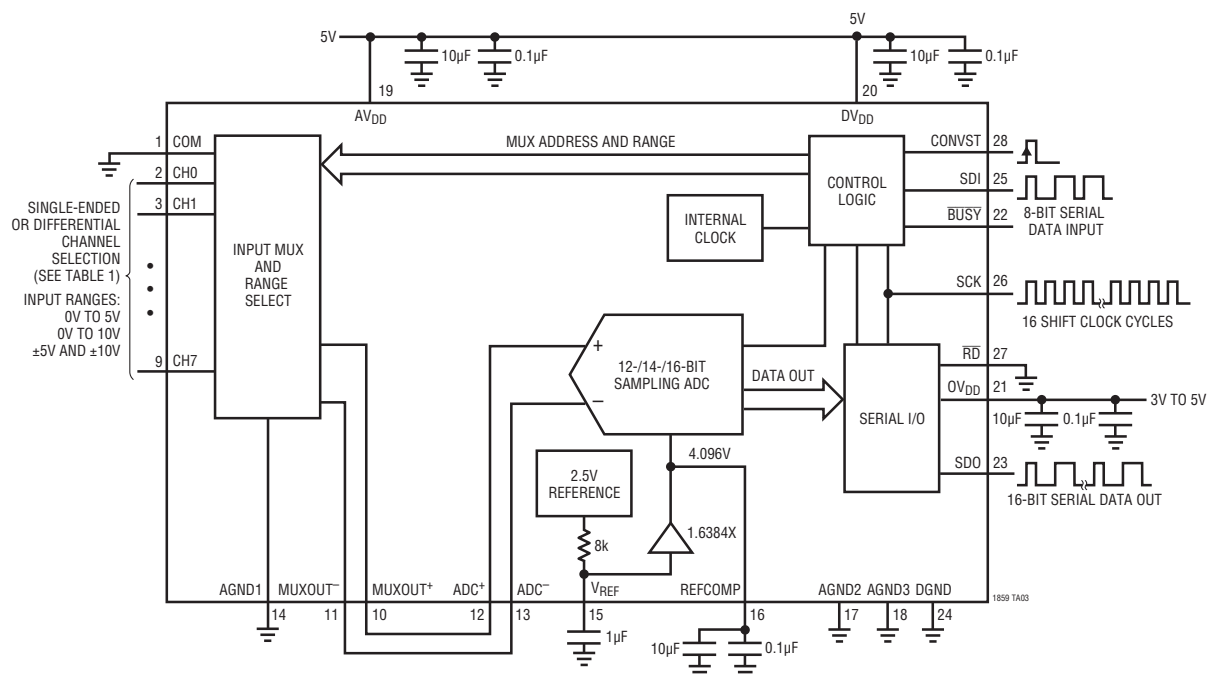 5V
5V
10µF
0.1µF
10µF
0.1µF
19
20
AVDD
DVDD
1
COM
2
CH0
3
CH1
9
CH7
SINGLE-ENDED
OR DIFFERENTIAL
CHANNEL
SELECTION
(SEE TABLE 1)
INPUT RANGES:
0V TO 5V
0V TO 10V
±5V AND ±10V
INPUT MUX
AND
RANGE
SELECT
MUX ADDRESS AND RANGE
INTERNAL
CLOCK
CONTROL
LOGIC
CONVST
28
SDI
25
BUSY
22
8-BIT SERIAL
DATA INPUT
SCK
26
16 SHIFT CLOCK CYCLES
+
–
12-/14-/16-BIT
SAMPLING ADC
DATA OUT
SERIAL I/O
RD
27
OVDD
21
3V TO 5V
10µF
0.1µF
SDO
23
16-BIT SERIAL DATA OUT
4.096V
2.5V
REFERENCE
8k
1.6384X
AGND1
MUXOUT–
MUXOUT+
ADC+
ADC–
VREF
REFCOMP
AGND2
AGND3
DGND
14
11
10
12
13
15
16
17
18
24
1µF
10µF
0.1µF
1859 TA03